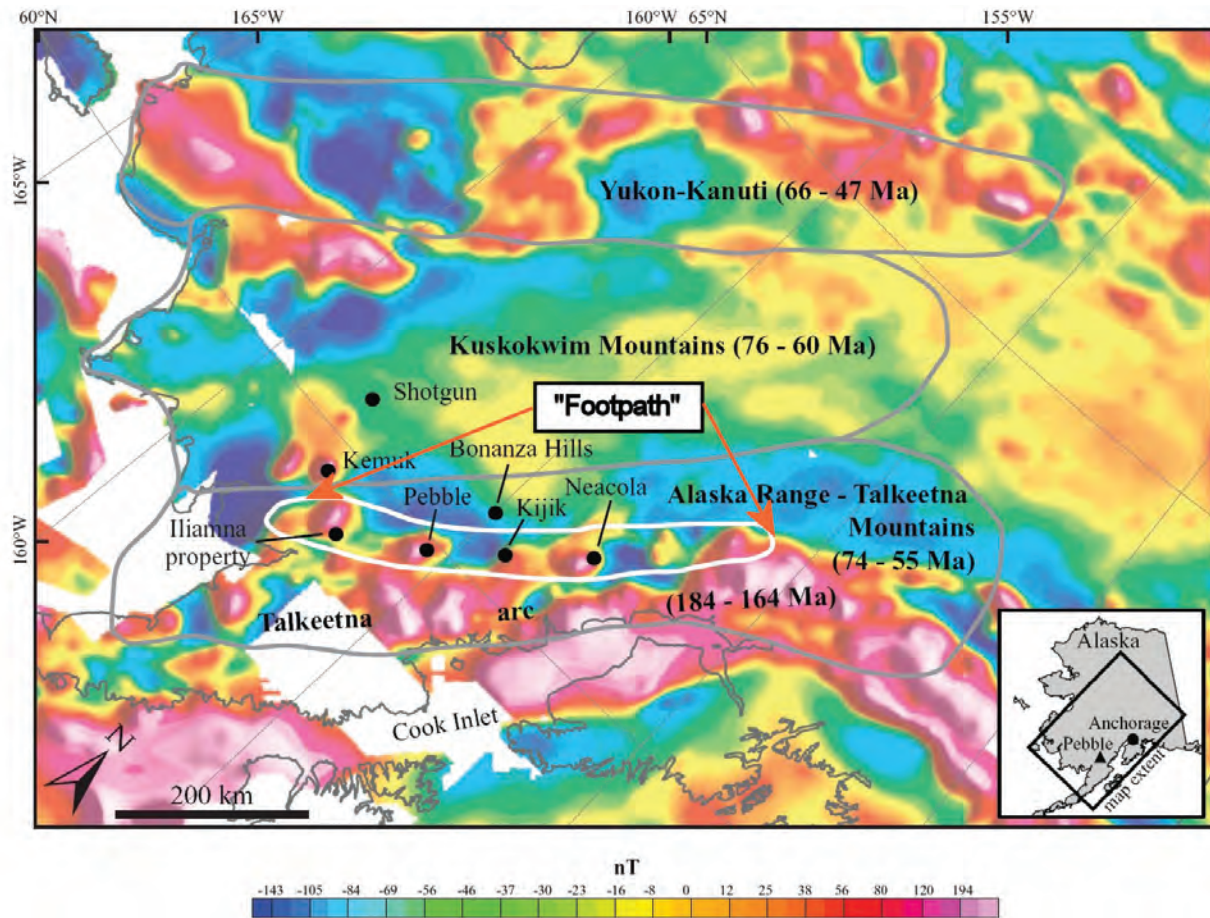 60°N 165°W 160°W 65°N 155°W
165°W
160°W
Yukon-Kanuti (66 - 47 Ma)
Kuskokwim Mountains (76 - 60 Ma)
Shotgun
"Footpath"
Kemuk
Bonanza Hills
Pebble
Kijik
Neacola
Alaska Range - Talkeetna
Mountains
(74 - 55 Ma)
Iliamna
property
Talkeetna arc (184 - 164 Ma)
Cook Inlet
N
200 km
Alaska
Anchorage
Pebble
map extent
nT
-143 -105 -84 -69 -56 -46 -37 -30 -23 -16 -8 0 12 25 38 56 80 120 194